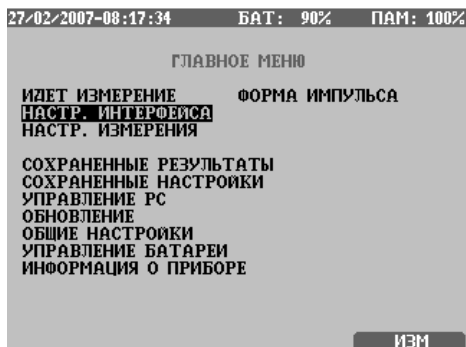 27/02/2007-08:17:34 БАТ: 90% ПАМ: 100%
ГЛАВНОЕ МЕНЮ
ИДЕТ ИЗМЕРЕНИЕ ФОРМА ИМПУЛЬСА
НАСТР. ИНТЕРФЕЙСА
НАСТР. ИЗМЕРЕНИЯ
СОХРАНЕННЫЕ РЕЗУЛЬТАТЫ
СОХРАНЕННЫЕ НАСТРОЙКИ
УПРАВЛЕНИЕ PC
ОБНОВЛЕНИЕ
ОБЩИЕ НАСТРОЙКИ
УПРАВЛЕНИЕ БАТАРЕИ
ИНФОРМАЦИЯ О ПРИБОРЕ
ИЗМ